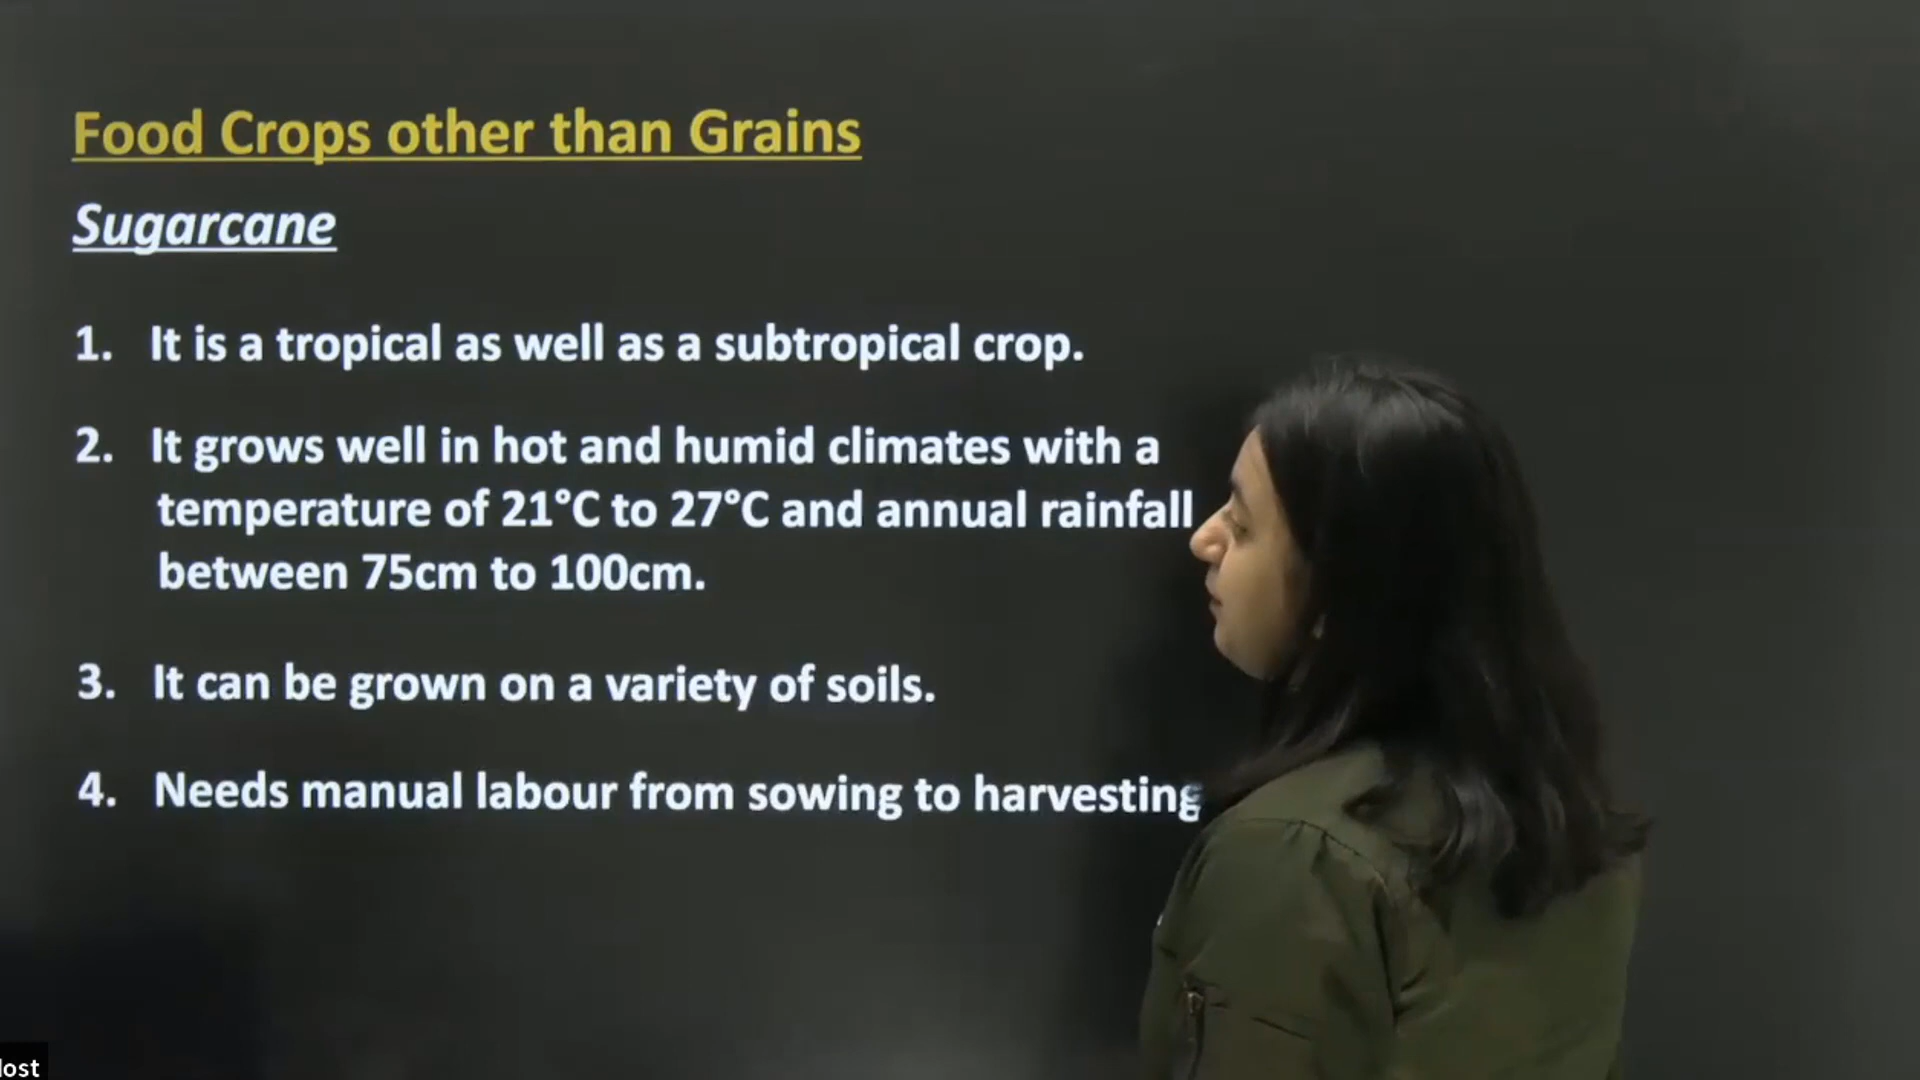 Food Crops other than Grains
Sugarcane
1. It is a tropical as well as a subtropical crop.
2. It grows well in hot and humid climates with a
temperature of 21°C to 27°C and annual rainfall
between 75cm to 100cm.
3. It can be grown on a variety of soils.
4. Needs manual labour from sowing to harvesting